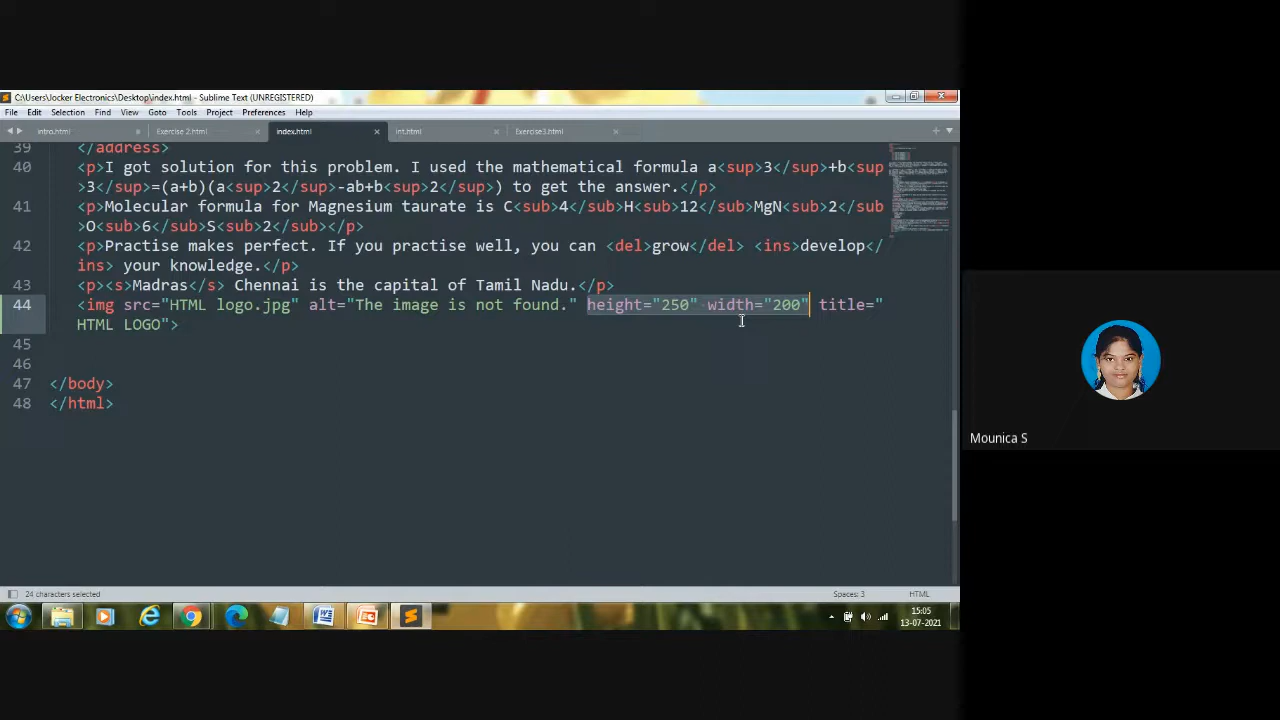 C:\Users\Jocker Electronics\Desktop\index.html - Sublime Text (UNREGISTERED)
File Edit Selection Find View Goto Tools Project Preferences Help
intro.html Exercise 2.html index.html int.html Exercise3.html
39 </address>
40 <p>I got solution for this problem. I used the mathematical formula a<sup>3</sup>+b<sup
>3</sup>=(a+b)(a<sup>2</sup>-ab+b<sup>2</sup>) to get the answer.</p>
41 <p>Molecular formula for Magnesium taurate is C<sub>4</sub>H<sub>12</sub>MgN<sub>2</sub
>O<sub>6</sub>S<sub>2</sub></p>
42 <p>Practise makes perfect. If you practise well, you can <del>grow</del> <ins>develop</
ins> your knowledge.</p>
43 <p><s>Madras</s> Chennai is the capital of Tamil Nadu.</p>
44 <img src="HTML logo.jpg" alt="The image is not found." height="250" width="200" title="
HTML LOGO">
45
46
47 </body>
48 </html>
Mounica S
24 characters selected Spaces: 3 HTML
15:05
13-07-2021